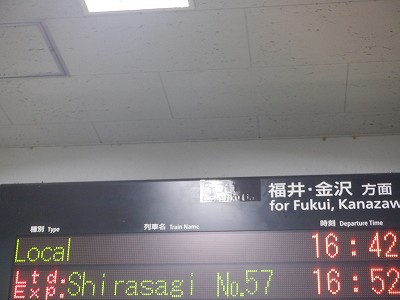 福井・金沢 方面
for Fukui, Kanazaw
種別 Type 列車名 Train Name 時刻 Departure Time
Local 16:42
Ltd. Exp. Shirasagi No.57 16:52